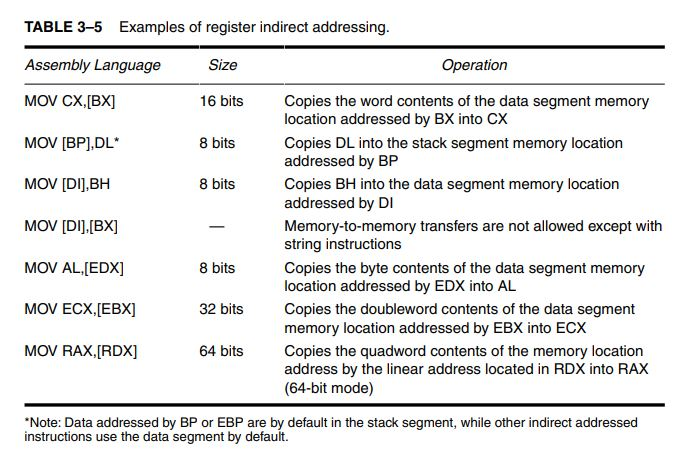 TABLE 3–5 Examples of register indirect addressing.
Assembly Language Size Operation
MOV CX,[BX] 16 bits Copies the word contents of the data segment memory
location addressed by BX into CX
MOV [BP],DL* 8 bits Copies DL into the stack segment memory location
addressed by BP
MOV [DI],BH 8 bits Copies BH into the data segment memory location
addressed by DI
MOV [DI],[BX] — Memory-to-memory transfers are not allowed except with
string instructions
MOV AL,[EDX] 8 bits Copies the byte contents of the data segment memory
location addressed by EDX into AL
MOV ECX,[EBX] 32 bits Copies the doubleword contents of the data segment
memory location addressed by EBX into ECX
MOV RAX,[RDX] 64 bits Copies the quadword contents of the memory location
address by the linear address located in RDX into RAX
(64-bit mode)
*Note: Data addressed by BP or EBP are by default in the stack segment, while other indirect addressed
instructions use the data segment by default.